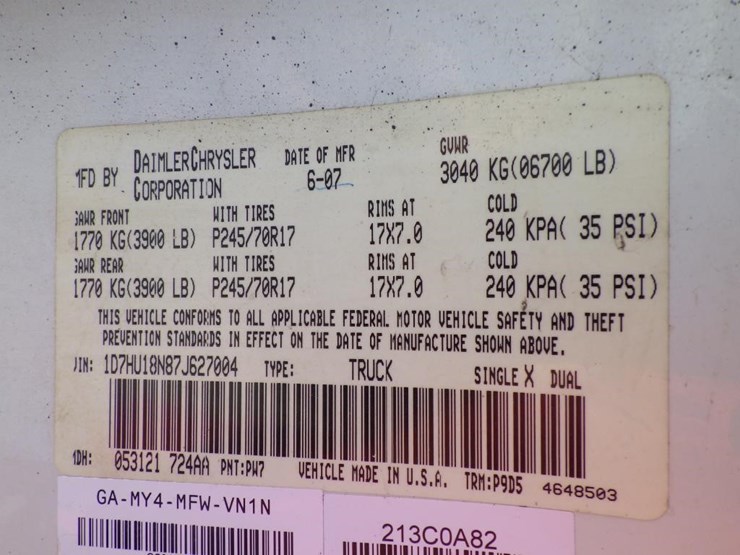 MFD BY DAIMLERCHRYSLER CORPORATION DATE OF MFR 6-07 GVWR 3040 KG(06700 LB)
GAWR FRONT WITH TIRES RIMS AT COLD
1770 KG(3900 LB) P245/70R17 17X7.0 240 KPA( 35 PSI)
GAWR REAR WITH TIRES RIMS AT COLD
1770 KG(3900 LB) P245/70R17 17X7.0 240 KPA( 35 PSI)
THIS VEHICLE CONFORMS TO ALL APPLICABLE FEDERAL MOTOR VEHICLE SAFETY AND THEFT
PREVENTION STANDARDS IN EFFECT ON THE DATE OF MANUFACTURE SHOWN ABOVE.
VIN: 1D7HU18N87J627004 TYPE: TRUCK SINGLE X DUAL
MDH: 053121 724AA PNT:PW7 VEHICLE MADE IN U.S.A. TRM:P9D5 4648503
GA-MY4-MFW-VN1N
213C0A82